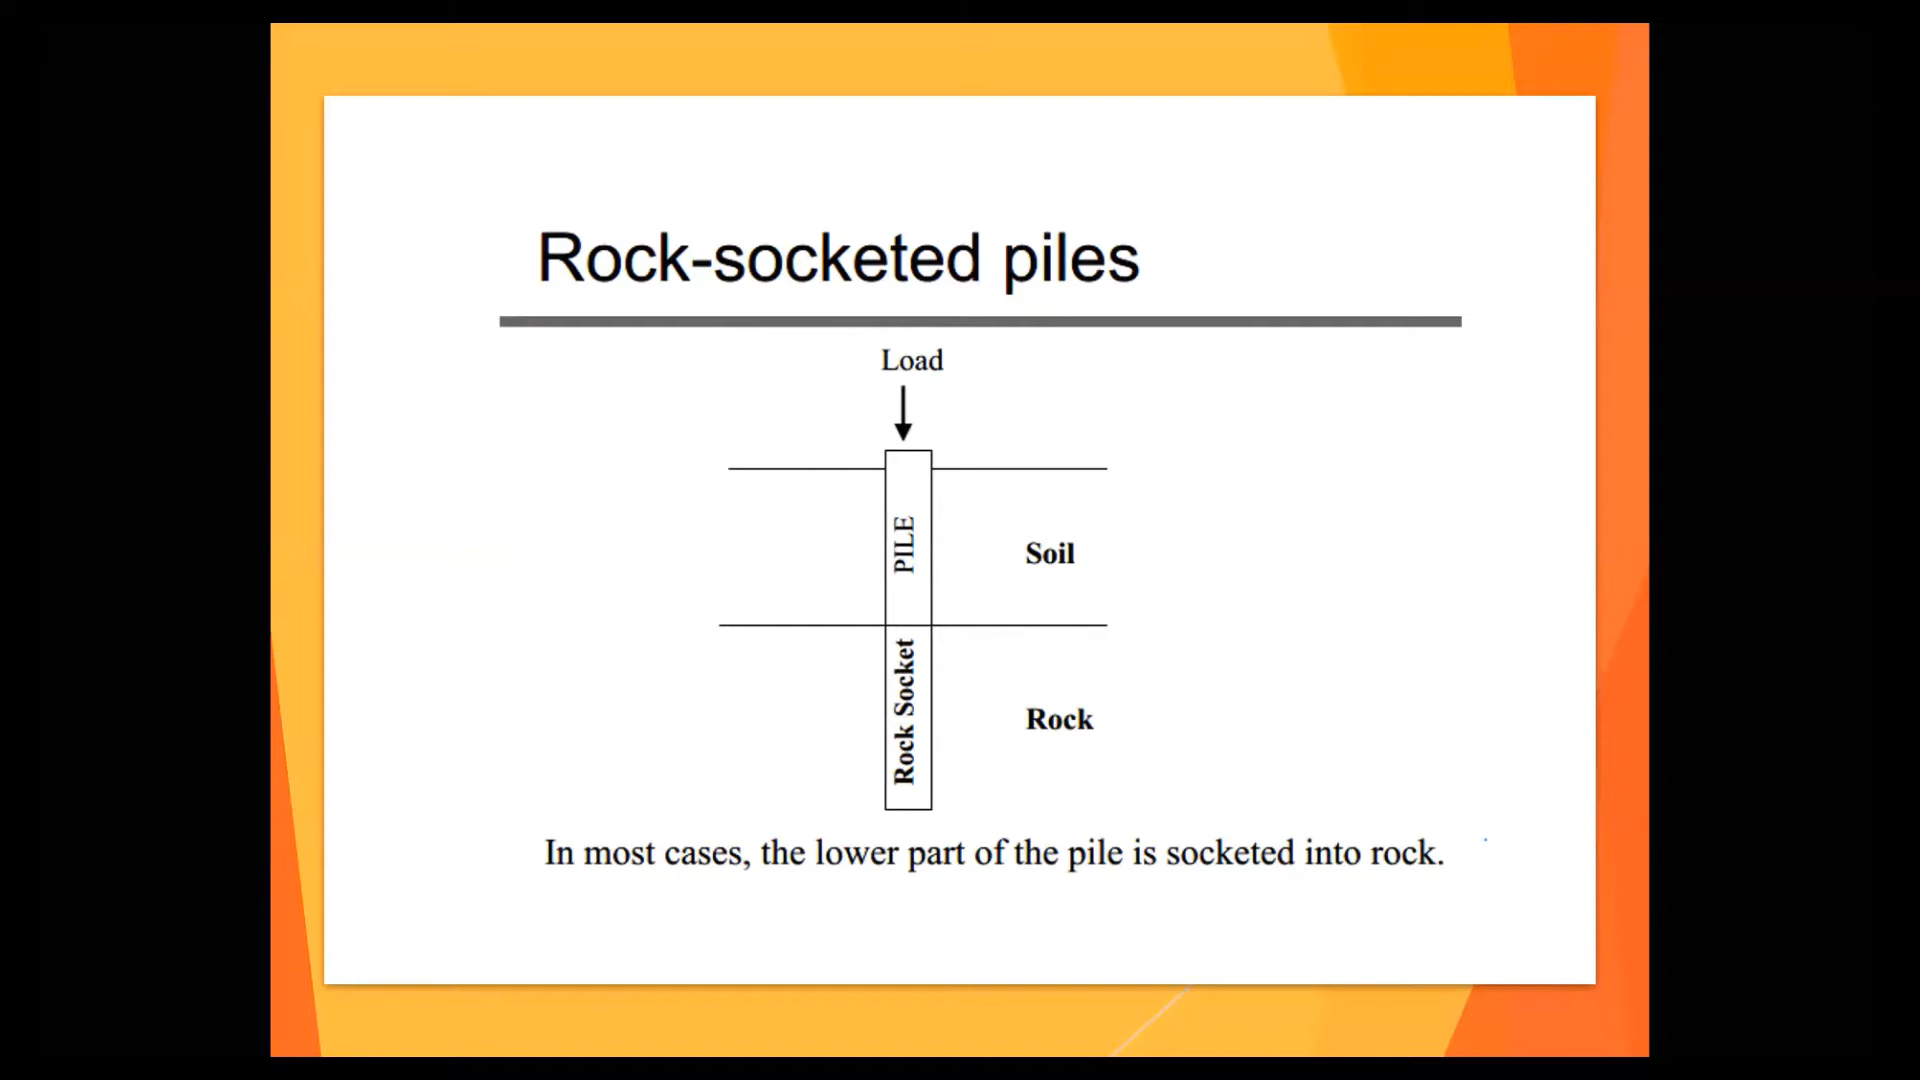 Rock-socketed piles
Load
PILE
Soil
Rock Socket
Rock
In most cases, the lower part of the pile is socketed into rock.